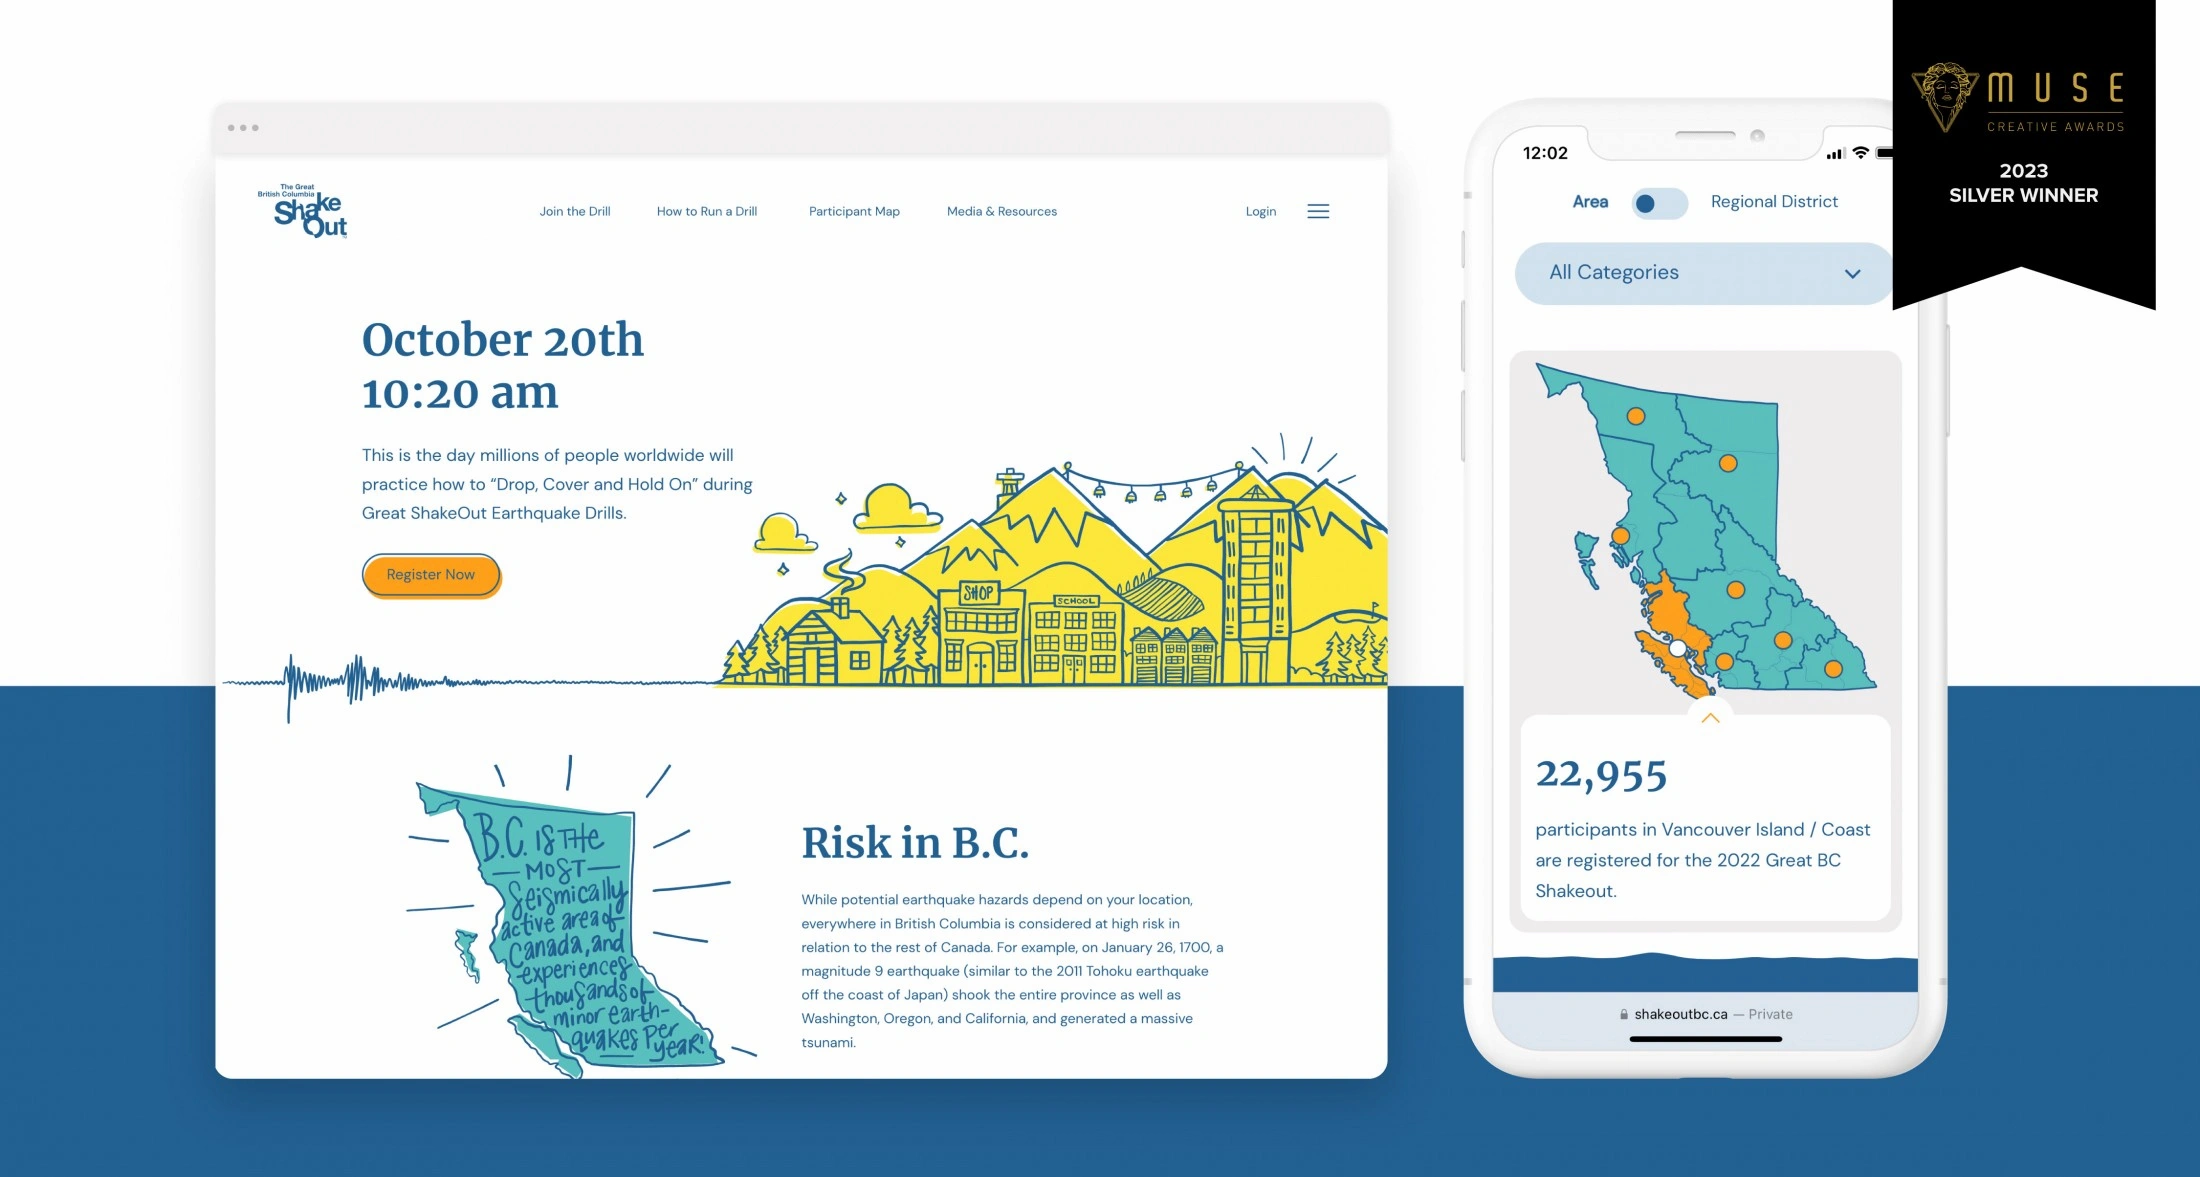 The Great
British Columbia
Shake
Out
Join the Drill
How to Run a Drill
Participant Map
Media & Resources
Login
October 20th
10:20 am
This is the day millions of people worldwide will
practice how to “Drop, Cover and Hold On” during
Great ShakeOut Earthquake Drills.
Register Now
SHOP
SCHOOL
B.C. IS THE
MOST
Seismically
active area of
Canada, and
experiences
thousands of
minor earth-
quakes Per
year!
Risk in B.C.
While potential earthquake hazards depend on your location,
everywhere in British Columbia is considered at high risk in
relation to the rest of Canada. For example, on January 26, 1700, a
magnitude 9 earthquake (similar to the 2011 Tohoku earthquake
off the coast of Japan) shook the entire province as well as
Washington, Oregon, and California, and generated a massive
tsunami.
12:02
Area
Regional District
All Categories
22,955
participants in Vancouver Island / Coast
are registered for the 2022 Great BC
Shakeout.
shakeoutbc.ca — Private
MUSE
CREATIVE AWARDS
2023
SILVER WINNER